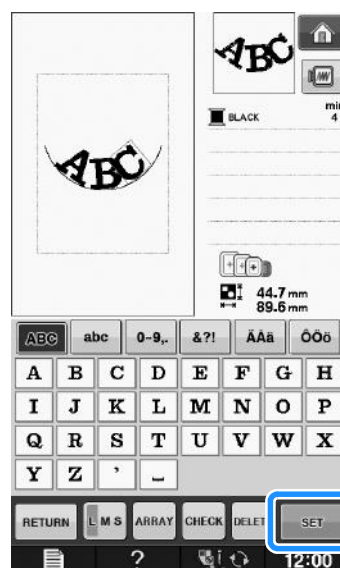 ABC
ABC
BLACK
min
4
44.7 mm
89.6 mm
ABC abc 0-9,. &?! ÄÅä ÔÖö
A B C D E F G H
I J K L M N O P
Q R S T U V W X
Y Z ' ⎵
RETURN L M S ARRAY CHECK DELET SET
? 12:00